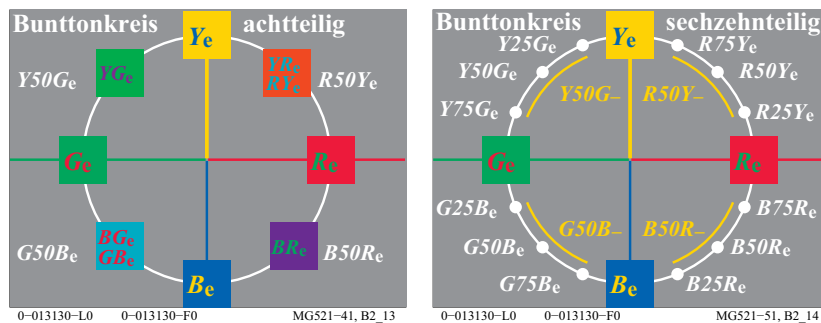 Bunttonkreis achtteilig
Yₑ
YGₑ
YRₑ
RYₑ
Y50Gₑ
R50Yₑ
Gₑ
Rₑ
BGₑ
GBₑ
BRₑ
G50Bₑ
B50Rₑ
Bₑ
0−013130−L0 0−013130−F0 MG521−41, B2_13
Bunttonkreis sechzehnteilig
Yₑ
Y25Gₑ
R75Yₑ
Y50Gₑ
R50Yₑ
Y50G₋
R50Y₋
Y75Gₑ
R25Yₑ
Gₑ
Rₑ
G25Bₑ
B75Rₑ
G50B₋
B50R₋
G50Bₑ
B50Rₑ
G75Bₑ
B25Rₑ
Bₑ
0−013130−L0 0−013130−F0 MG521−51, B2_14